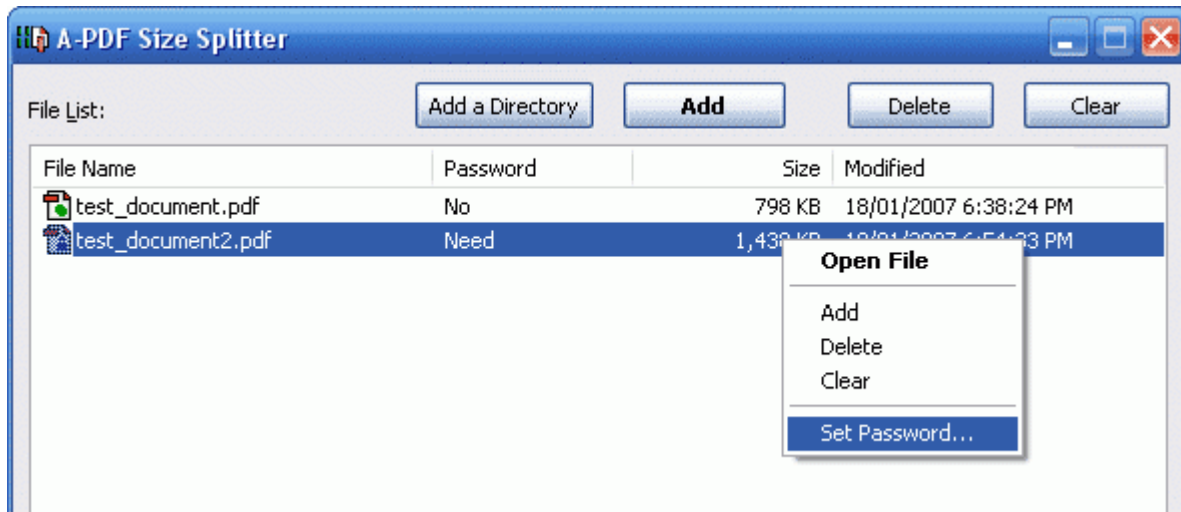 A-PDF Size Splitter
File List:
Add a Directory
Add
Delete
Clear
File Name Password Size Modified
test_document.pdf No 798 KB 18/01/2007 6:38:24 PM
test_document2.pdf Need PM
Open File
Add
Delete
Clear
Set Password...